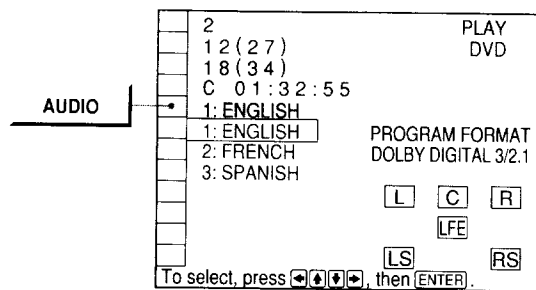 2
PLAY
12(27)
DVD
18(34)
C 01:32:55
AUDIO
1: ENGLISH
1: ENGLISH
PROGRAM FORMAT
2: FRENCH
DOLBY DIGITAL 3/2.1
3: SPANISH
L C R
LFE
LS RS
To select, press ←↑↓→, then ENTER.